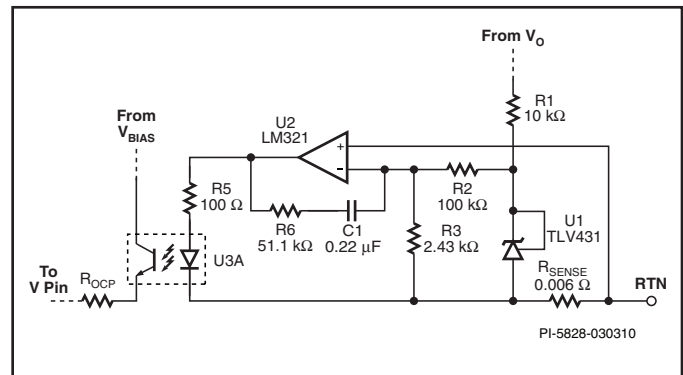 From V_O
R1
10 kΩ
From
V_BIAS
U2
LM321
+
-
R5
100 Ω
R2
100 kΩ
U1
TLV431
R6
51.1 kΩ
C1
0.22 µF
R3
2.43 kΩ
U3A
To
V Pin
R_OCP
R_SENSE
0.006 Ω
RTN
PI-5828-030310